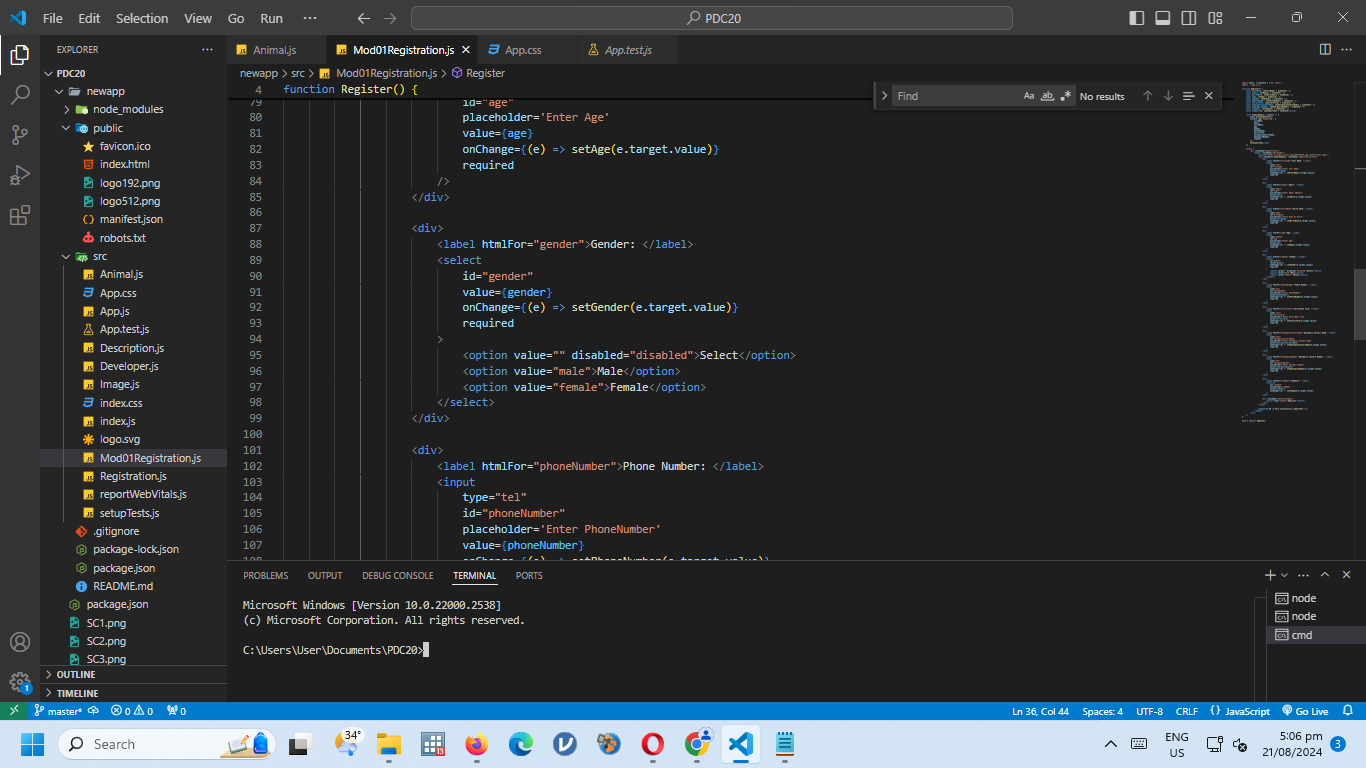 File Edit Selection View Go Run ··· PDC20
EXPLORER ···
PDC20
newapp
node_modules
public
favicon.ico
index.html
logo192.png
logo512.png
manifest.json
robots.txt
src
Animal.js
App.css
App.js
App.test.js
Description.js
Developer.js
Image.js
index.css
index.js
logo.svg
Mod01Registration.js
Registration.js
reportWebVitals.js
setupTests.js
.gitignore
package-lock.json
package.json
README.md
package.json
SC1.png
SC2.png
SC3.png
OUTLINE
TIMELINE
Animal.js Mod01Registration.js App.css App.test.js
newapp > src > Mod01Registration.js > Register
Find Aa ab .* No results
4 function Register() {
79 id="age"
80 placeholder='Enter Age'
81 value={age}
82 onChange={(e) => setAge(e.target.value)}
83 required
84 />
85 </div>
86
87 <div>
88 <label htmlFor="gender">Gender: </label>
89 <select
90 id="gender"
91 value={gender}
92 onChange={(e) => setGender(e.target.value)}
93 required
94 >
95 <option value="" disabled="disabled">Select</option>
96 <option value="male">Male</option>
97 <option value="female">Female</option>
98 </select>
99 </div>
100
101 <div>
102 <label htmlFor="phoneNumber">Phone Number: </label>
103 <input
104 type="tel"
105 id="phoneNumber"
106 placeholder='Enter PhoneNumber'
107 value={phoneNumber}
108 onChange={(e) => setPhoneNumber(e.target.value)}
PROBLEMS OUTPUT DEBUG CONSOLE TERMINAL PORTS
Microsoft Windows [Version 10.0.22000.2538]
(c) Microsoft Corporation. All rights reserved.
C:\Users\User\Documents\PDC20>
node
node
cmd
1
master* 0 0 0 Ln 36, Col 44 Spaces: 4 UTF-8 CRLF {} JavaScript Go Live
Search 34° ENG US 5:06 pm 21/08/2024 3